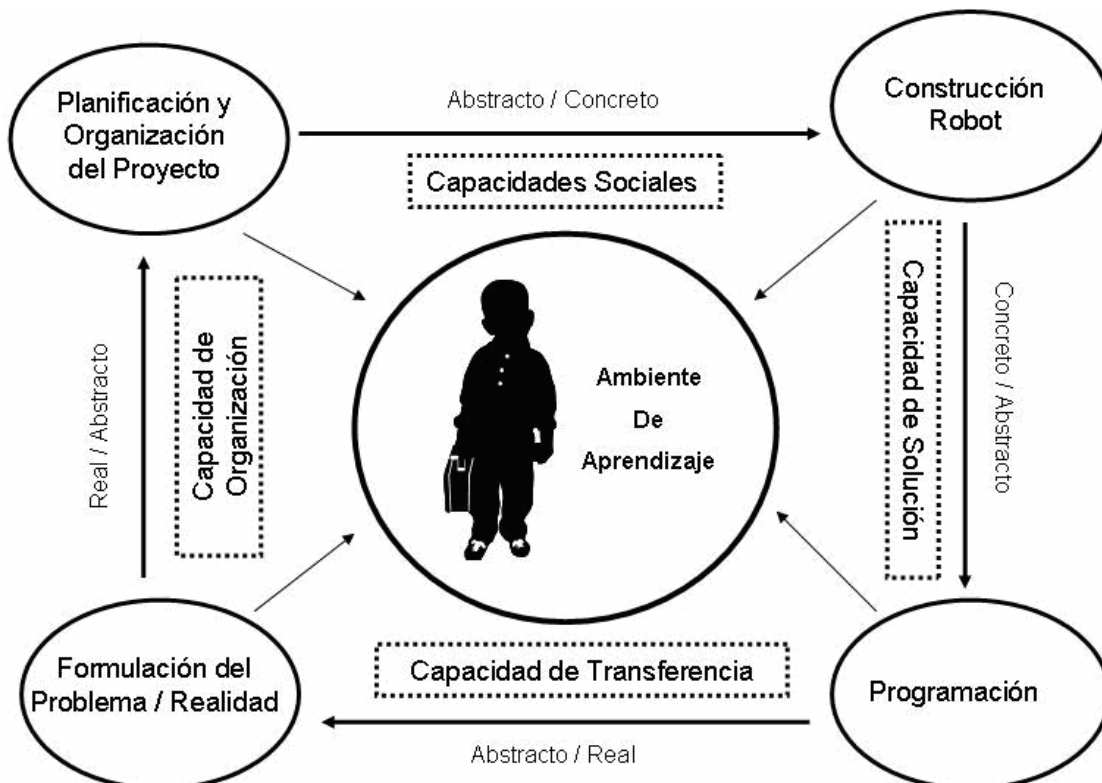 Planificación y
Organización
del Proyecto
Abstracto / Concreto
Capacidades Sociales
Construcción
Robot
Real / Abstracto
Capacidad de
Organización
Ambiente
De
Aprendizaje
Capacidad de Solución
Concreto / Abstracto
Formulación del
Problema / Realidad
Capacidad de Transferencia
Abstracto / Real
Programación